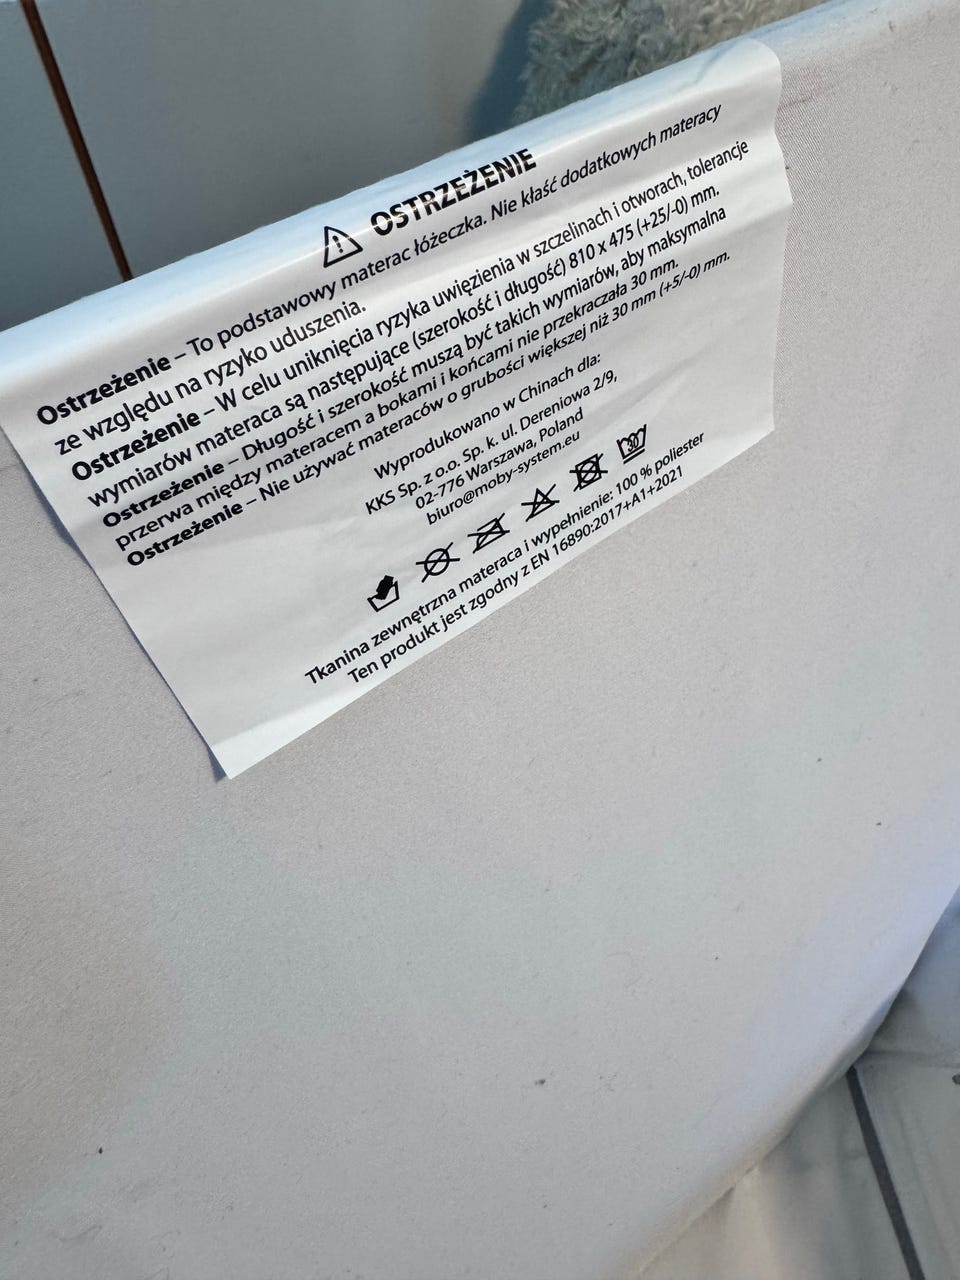 OSTRZEŻENIE
Ostrzeżenie – To podstawowy materac łóżeczka. Nie kłaść dodatkowych materacy
ze względu na ryzyko uduszenia.
Ostrzeżenie – W celu uniknięcia ryzyka uwięzienia w szczelinach i otworach, tolerancje
wymiarów materaca są następujące (szerokość i długość) 810 x 475 (+25/-0) mm.
Ostrzeżenie – Długość i szerokość muszą być takich wymiarów, aby maksymalna
przerwa między materacem a bokami i końcami nie przekraczała 30 mm.
Ostrzeżenie – Nie używać materaców o grubości większej niż 30 mm (+5/-0) mm.
Wyprodukowano w Chinach dla:
KKS Sp. z o.o. Sp. k. ul. Dereniowa 2/9,
02-776 Warszawa, Poland
biuro@moby-system.eu
30
Tkanina zewnętrzna materaca i wypełnienie: 100 % poliester
Ten produkt jest zgodny z EN 16890:2017+A1+2021